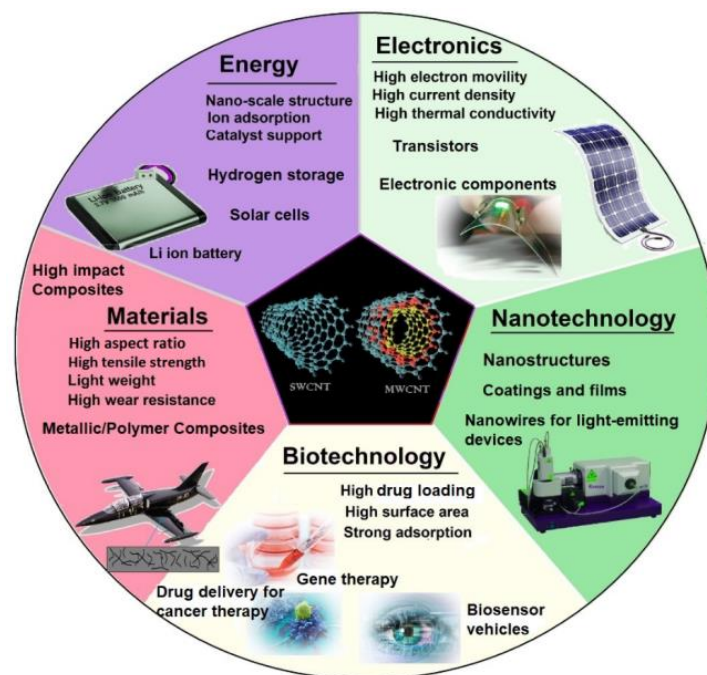 Energy
Nano-scale structure
Ion adsorption
Catalyst support
Hydrogen storage
Solar cells
Li ion battery
Li-ion battery
Electronics
High electron movility
High current density
High thermal conductivity
Transistors
Electronic components
Nanotechnology
Nanostructures
Coatings and films
Nanowires for light-emitting
devices
Biotechnology
High drug loading
High surface area
Strong adsorption
Gene therapy
Drug delivery for
cancer therapy
Biosensor
vehicles
High impact
Composites
Materials
High aspect ratio
High tensile strength
Light weight
High wear resistance
Metallic/Polymer Composites
SWCNT
MWCNT